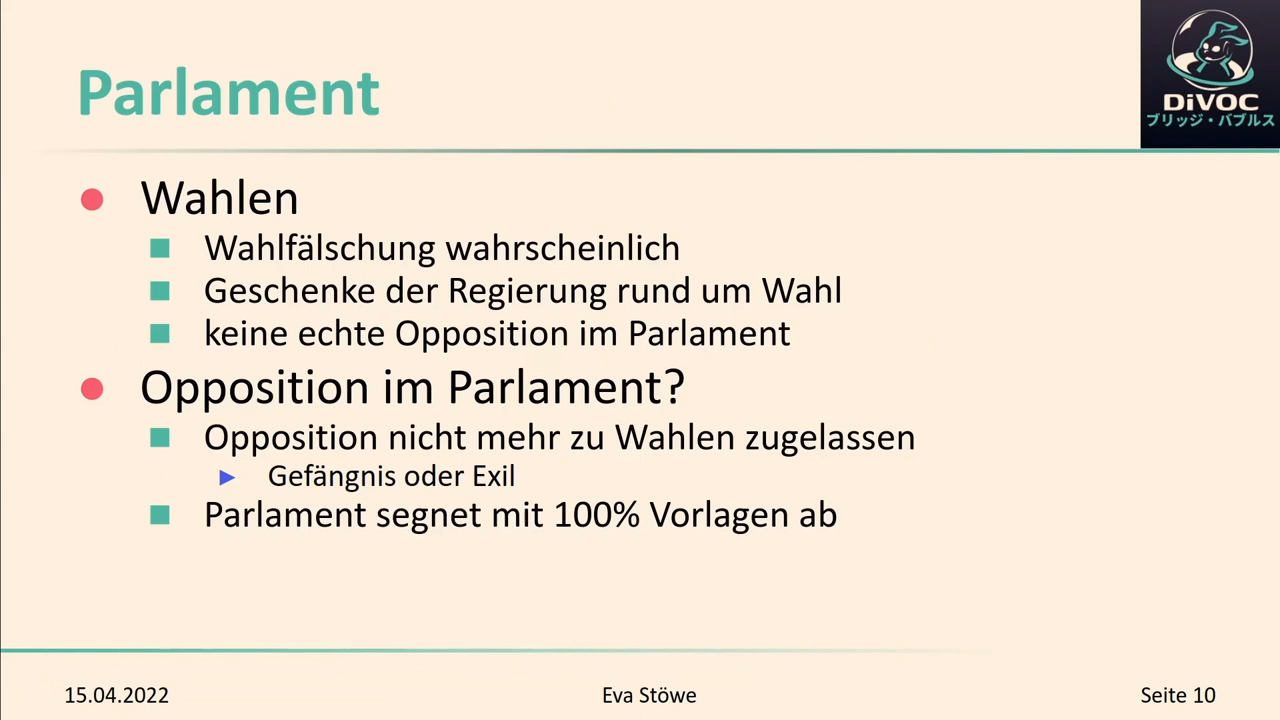 Parlament
DiVOC
ブリッジ・バブルス
Wahlen
Wahlfälschung wahrscheinlich
Geschenke der Regierung rund um Wahl
keine echte Opposition im Parlament
Opposition im Parlament?
Opposition nicht mehr zu Wahlen zugelassen
Gefängnis oder Exil
Parlament segnet mit 100% Vorlagen ab
15.04.2022
Eva Stöwe
Seite 10